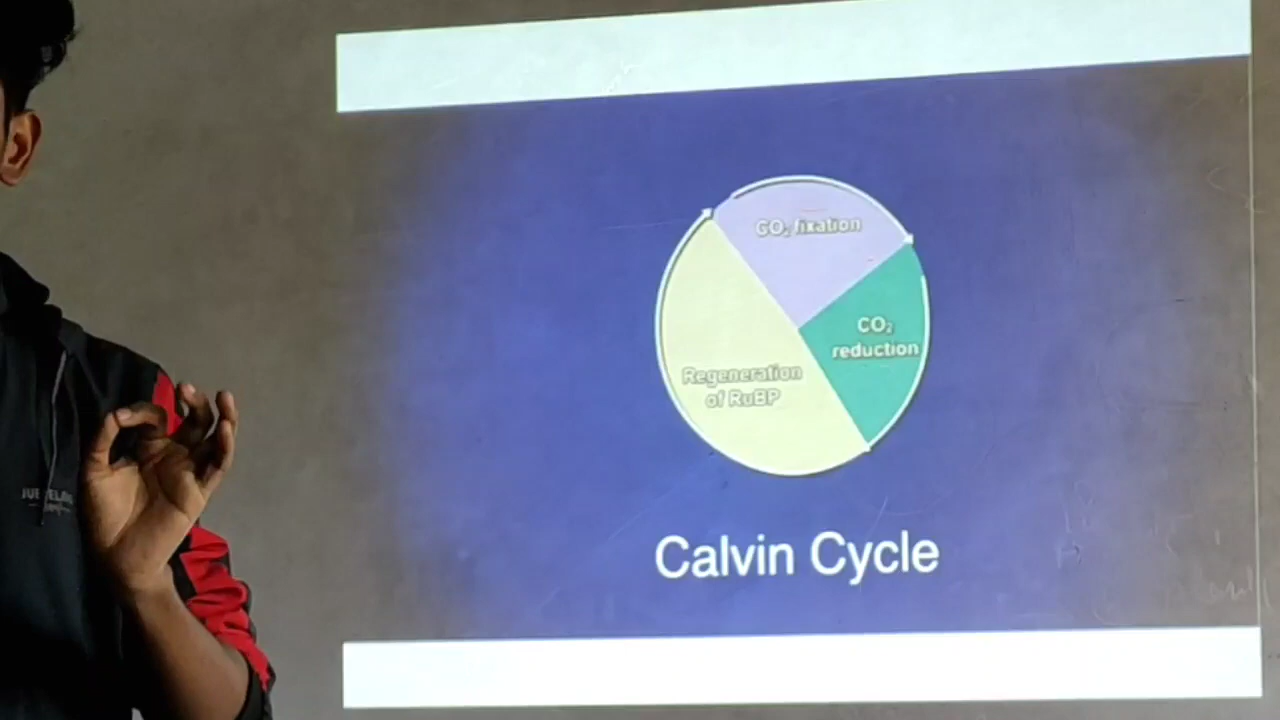 CO₂ fixation
CO₂
reduction
Regeneration
of RuBP
Calvin Cycle